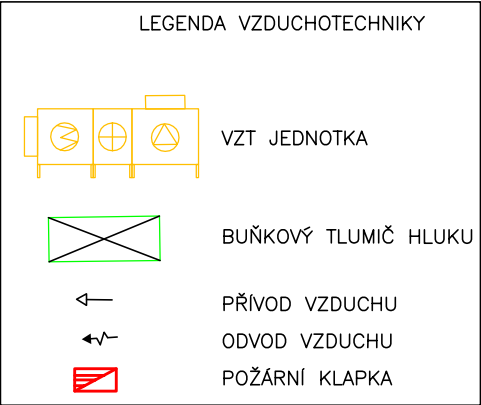 LEGENDA VZDUCHOTECHNIKY
VZT JEDNOTKA
BUŇKOVÝ TLUMIČ HLUKU
PŘÍVOD VZDUCHU
ODVOD VZDUCHU
POŽÁRNÍ KLAPKA